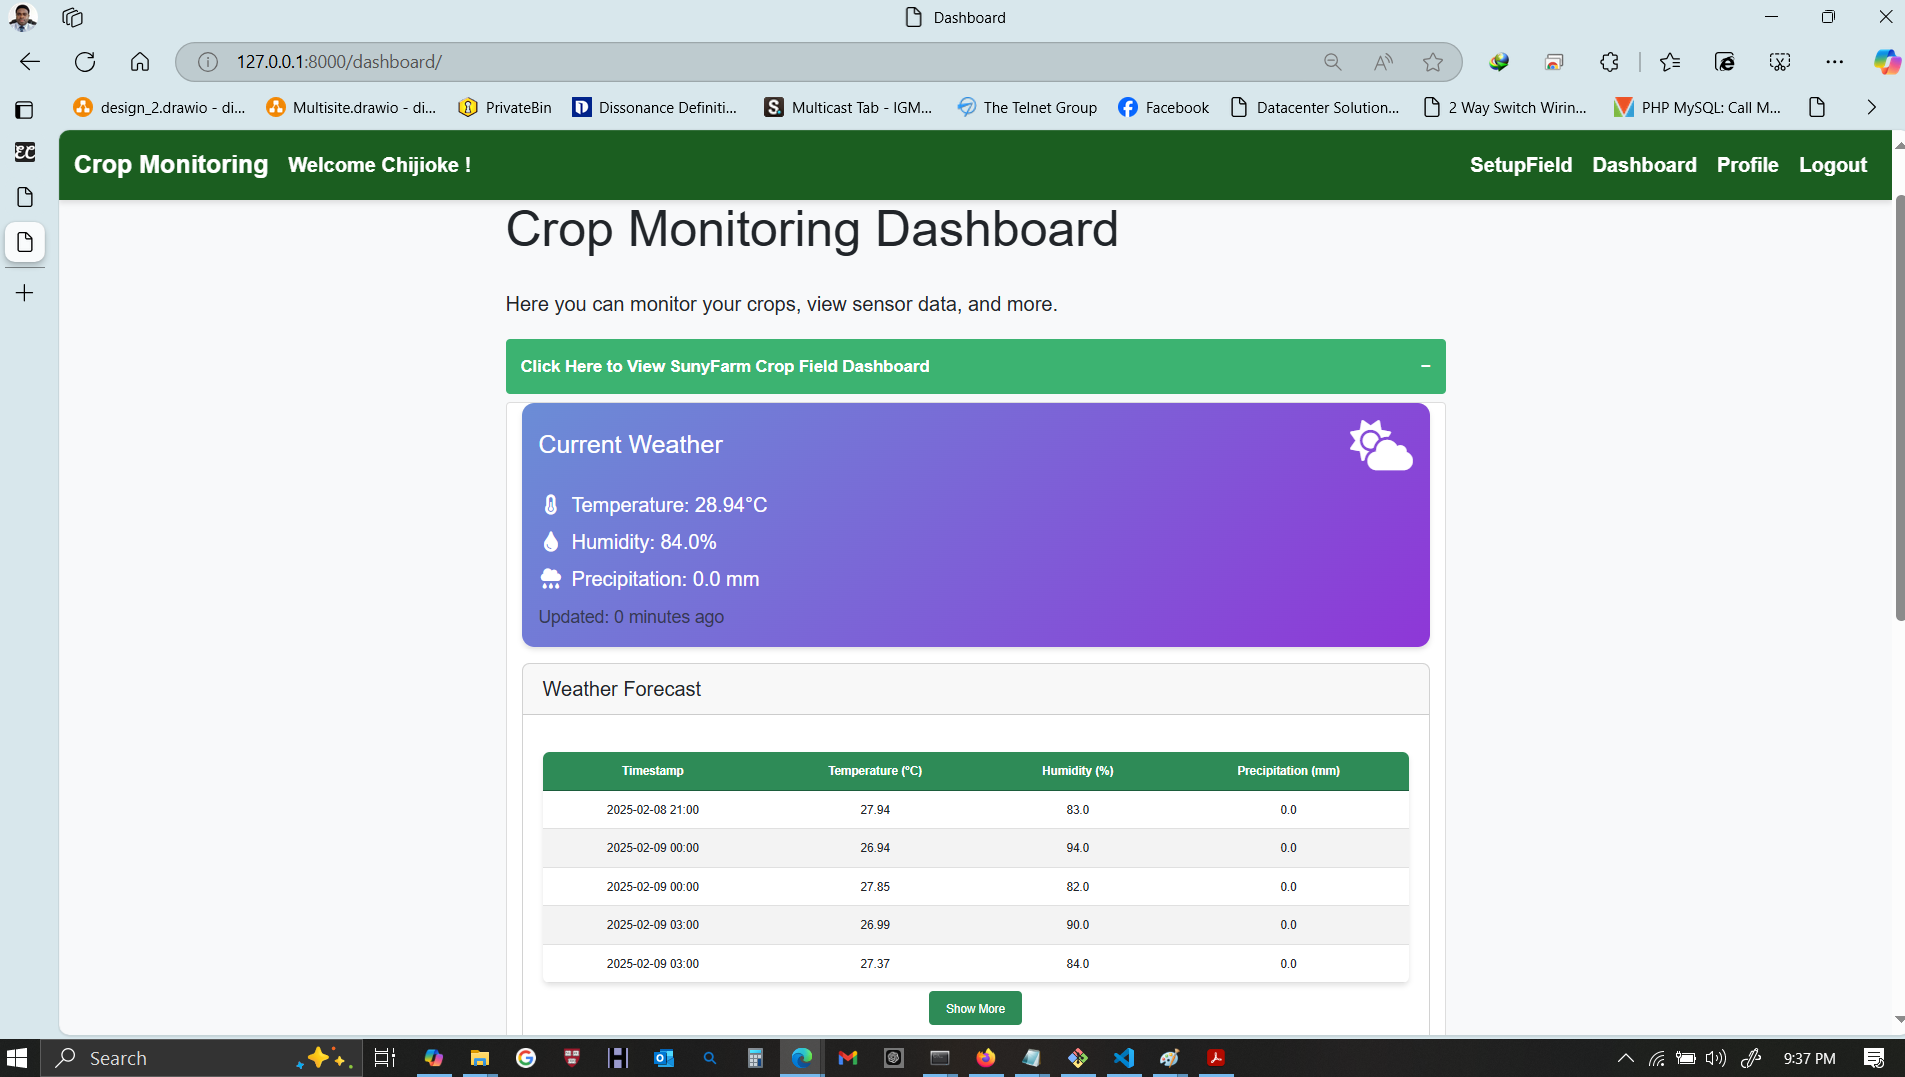 Dashboard
127.0.0.1:8000/dashboard/
design_2.drawio - di... Multisite.drawio - di... PrivateBin Dissonance Definiti... Multicast Tab - IGM... The Telnet Group Facebook Datacenter Solution... 2 Way Switch Wirin... PHP MySQL: Call M...
Crop Monitoring Welcome Chijioke ! SetupField Dashboard Profile Logout
Crop Monitoring Dashboard
Here you can monitor your crops, view sensor data, and more.
Click Here to View SunyFarm Crop Field Dashboard −
Current Weather
Temperature: 28.94°C
Humidity: 84.0%
Precipitation: 0.0 mm
Updated: 0 minutes ago
Weather Forecast
Timestamp Temperature (°C) Humidity (%) Precipitation (mm)
2025-02-08 21:00 27.94 83.0 0.0
2025-02-09 00:00 26.94 94.0 0.0
2025-02-09 00:00 27.85 82.0 0.0
2025-02-09 03:00 26.99 90.0 0.0
2025-02-09 03:00 27.37 84.0 0.0
Show More
Search 9:37 PM